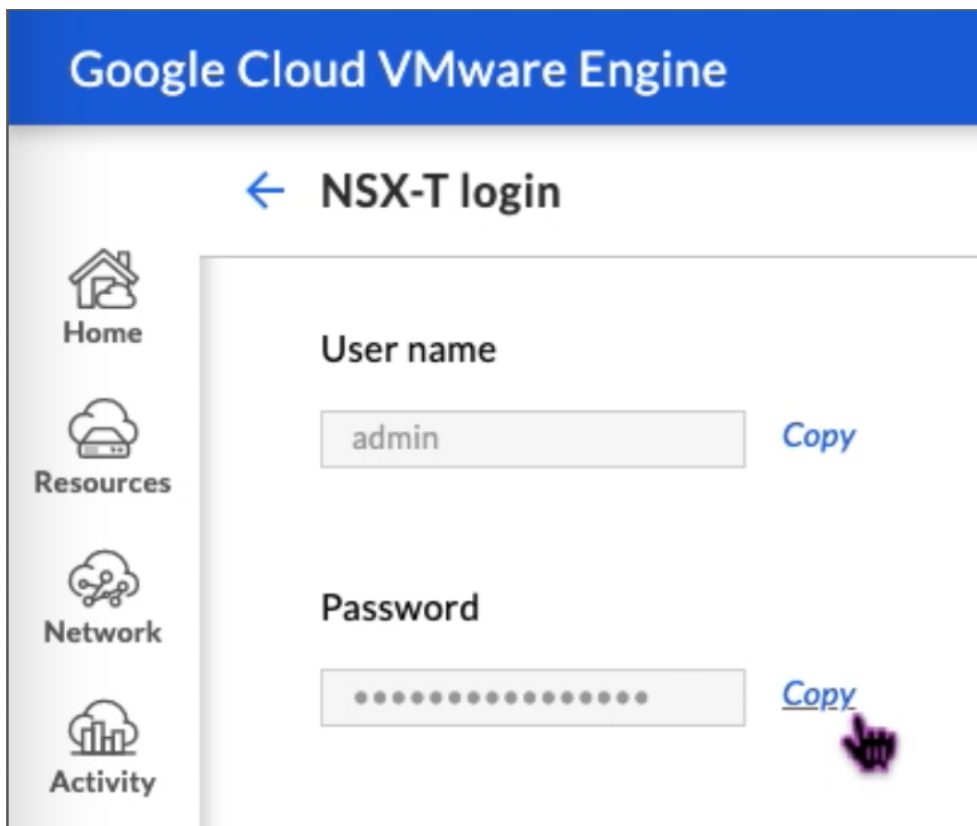 Google Cloud VMware Engine
NSX-T login
Home
Resources
Network
Activity
User name
admin
Copy
Password
••••••••••••••••
Copy